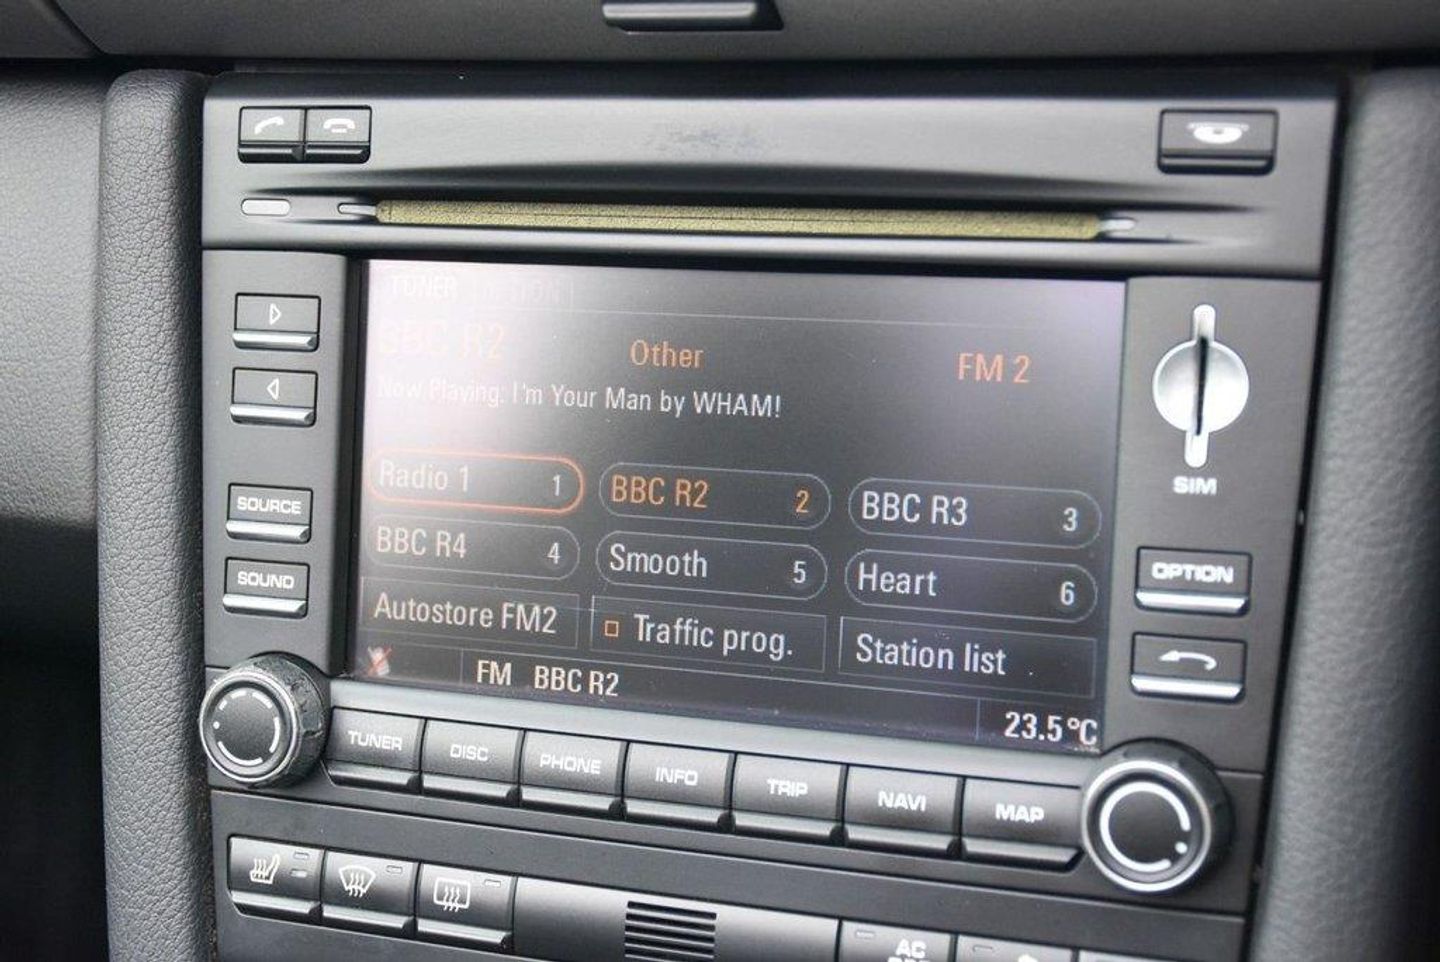 TUNER
BBC R2 Other FM 2
Now Playing: I'm Your Man by WHAM!
Radio 1 1 BBC R2 2 BBC R3 3
BBC R4 4 Smooth 5 Heart 6
Autostore FM2 Traffic prog. Station list
FM BBC R2
23.5°C
SOURCE
SOUND
SIM
OPTION
TUNER DISC PHONE INFO TRIP NAVI MAP
AC